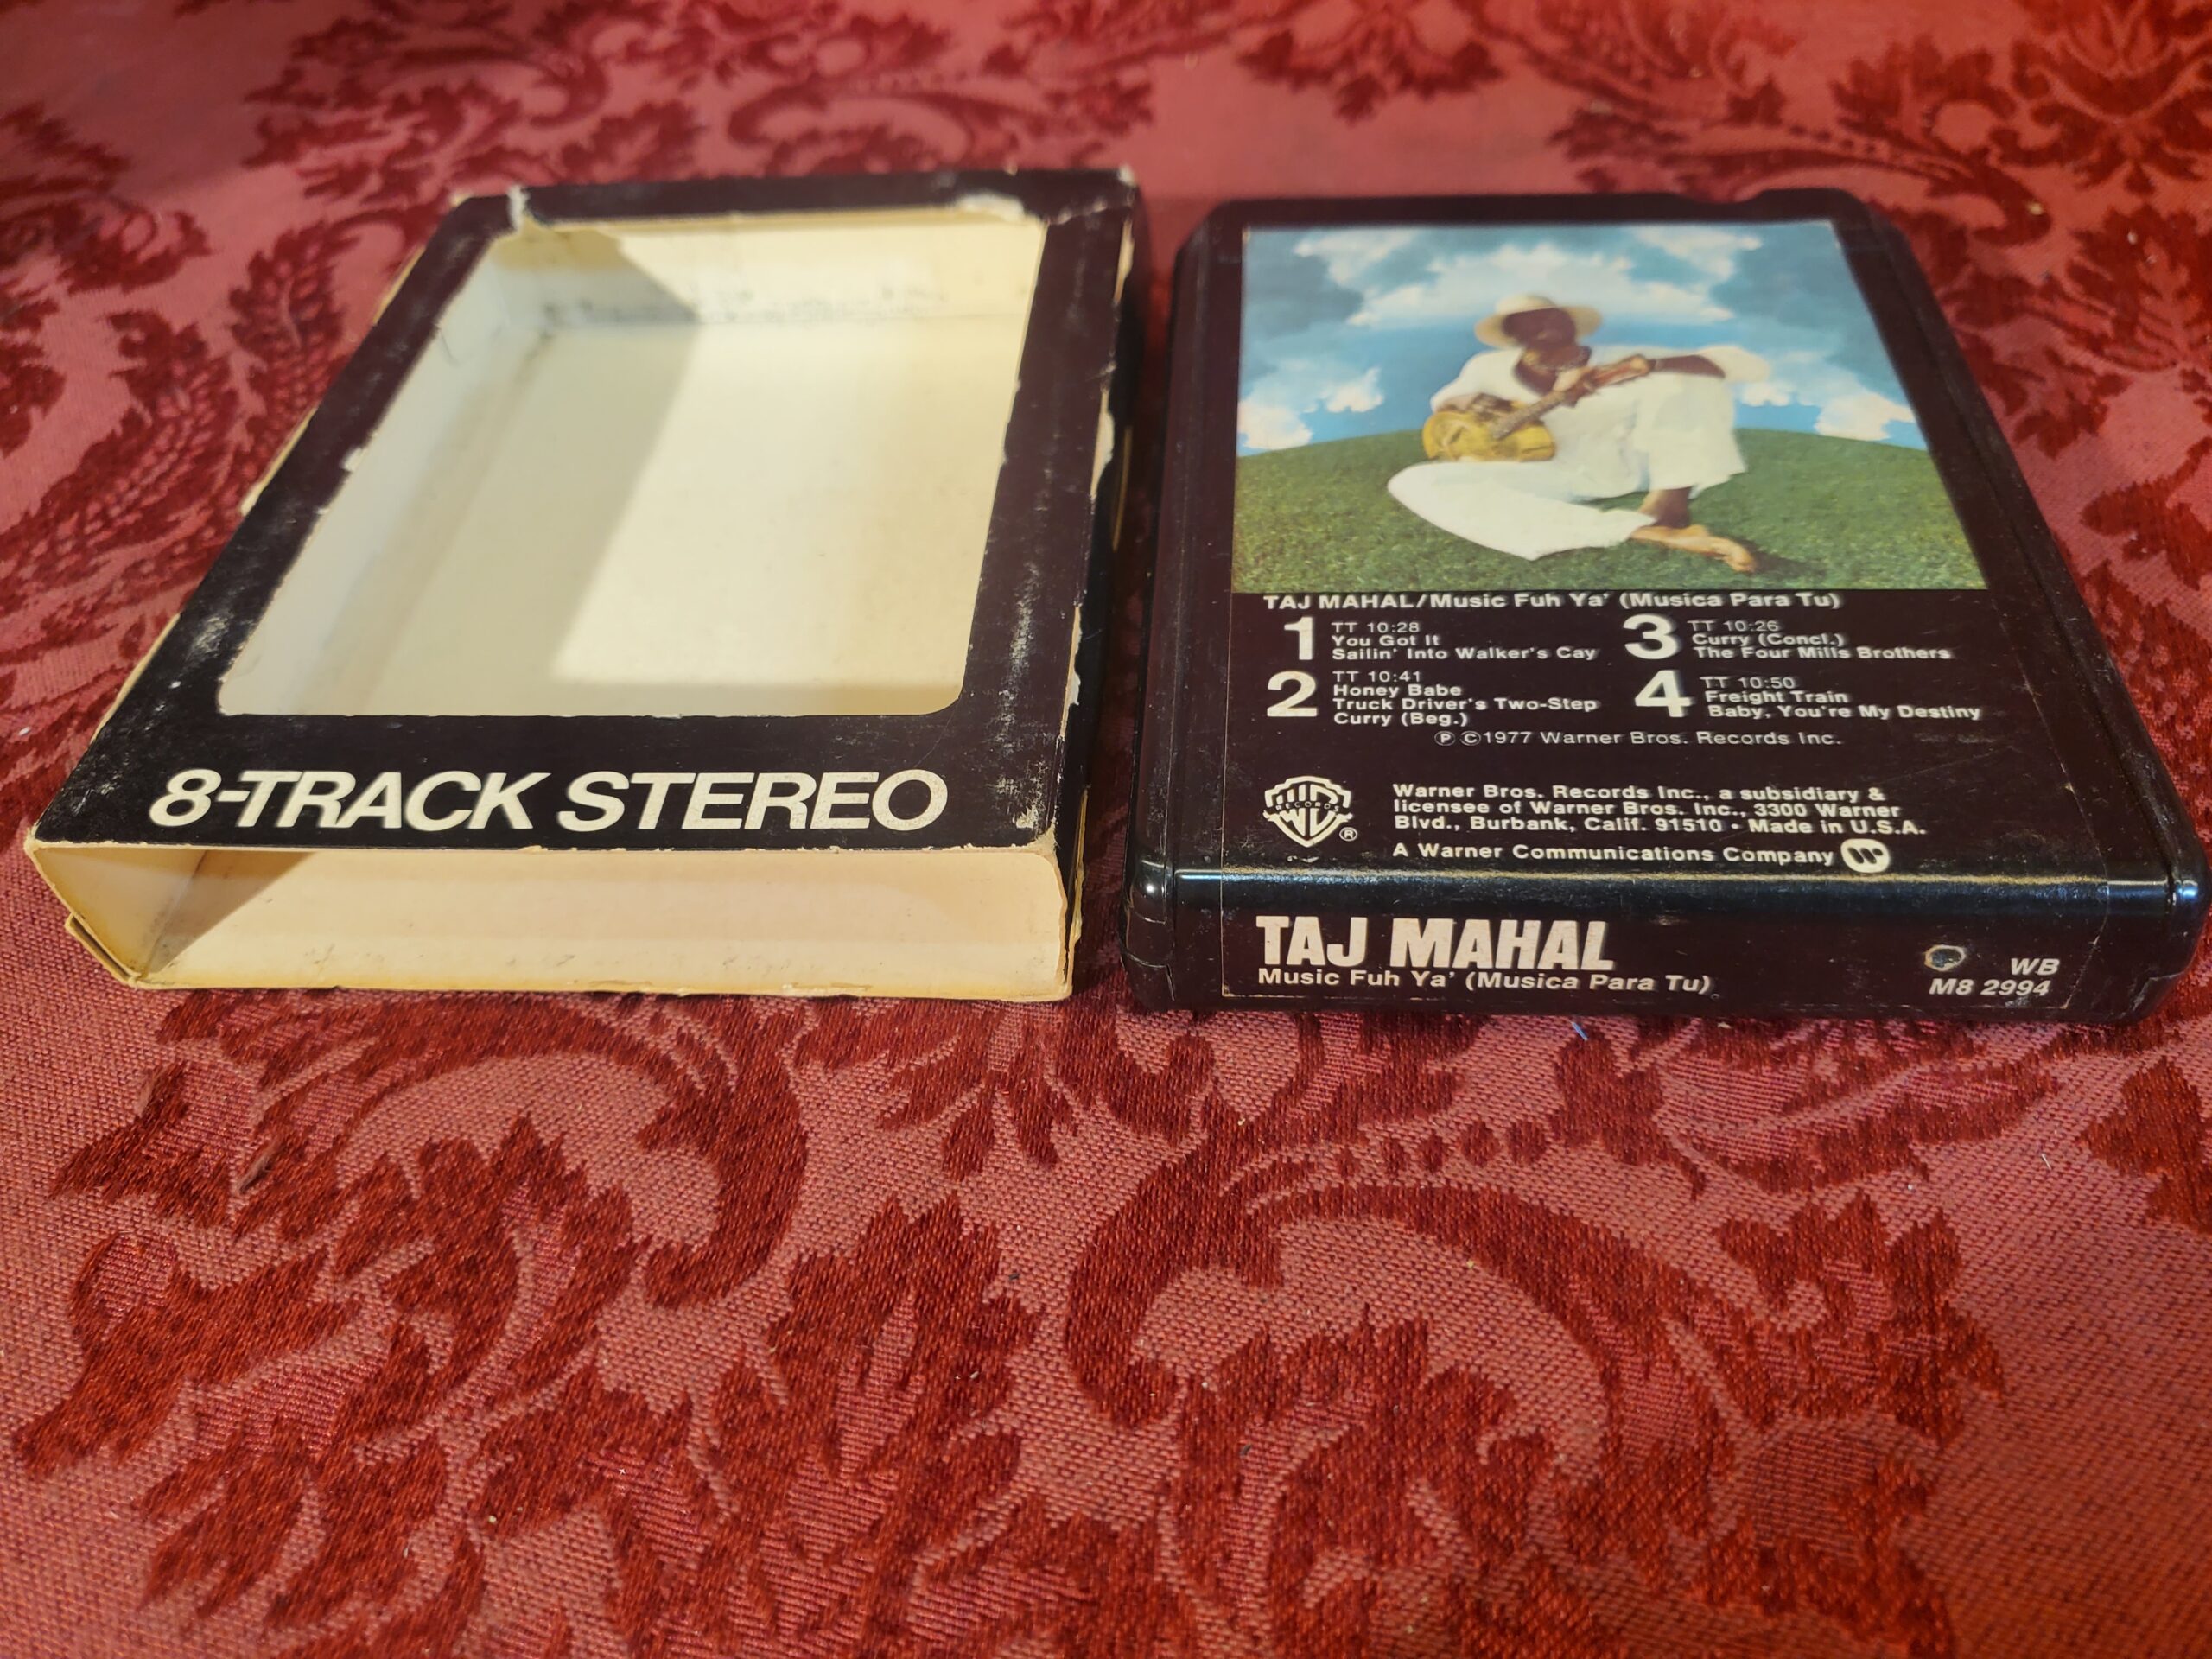 8-TRACK STEREO
TAJ MAHAL/Music Fuh Ya' (Musica Para Tu)
1 TT 10:28
You Got It
Sailin' Into Walker's Cay
2 TT 10:41
Honey Babe
Truck Driver's Two-Step
Curry (Beg.)
3 TT 10:26
Curry (Concl.)
The Four Mills Brothers
4 TT 10:50
Freight Train
Baby, You're My Destiny
℗ ©1977 Warner Bros. Records Inc.
WB RECORDS ®
Warner Bros. Records Inc., a subsidiary &
licensee of Warner Bros. Inc., 3300 Warner
Blvd., Burbank, Calif. 91510 • Made in U.S.A.
A Warner Communications Company
TAJ MAHAL
Music Fuh Ya' (Musica Para Tu)
WB
M8 2994